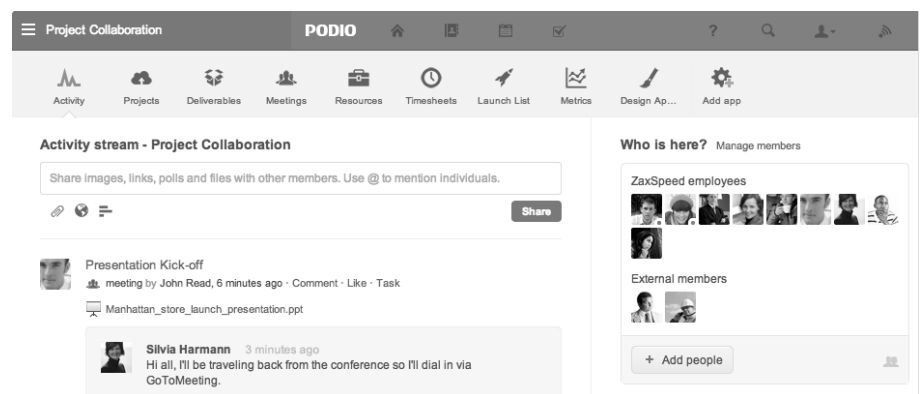 Project Collaboration
PODIO
?
Activity
Projects
Deliverables
Meetings
Resources
Timesheets
Launch List
Metrics
Design Ap...
Add app
Activity stream - Project Collaboration
Share images, links, polls and files with other members. Use @ to mention individuals.
Share
Presentation Kick-off
meeting by John Read, 6 minutes ago · Comment · Like · Task
Manhattan_store_launch_presentation.ppt
Silvia Harmann 3 minutes ago
Hi all, I'll be traveling back from the conference so I'll dial in via
GoToMeeting.
Who is here? Manage members
ZaxSpeed employees
External members
+ Add people